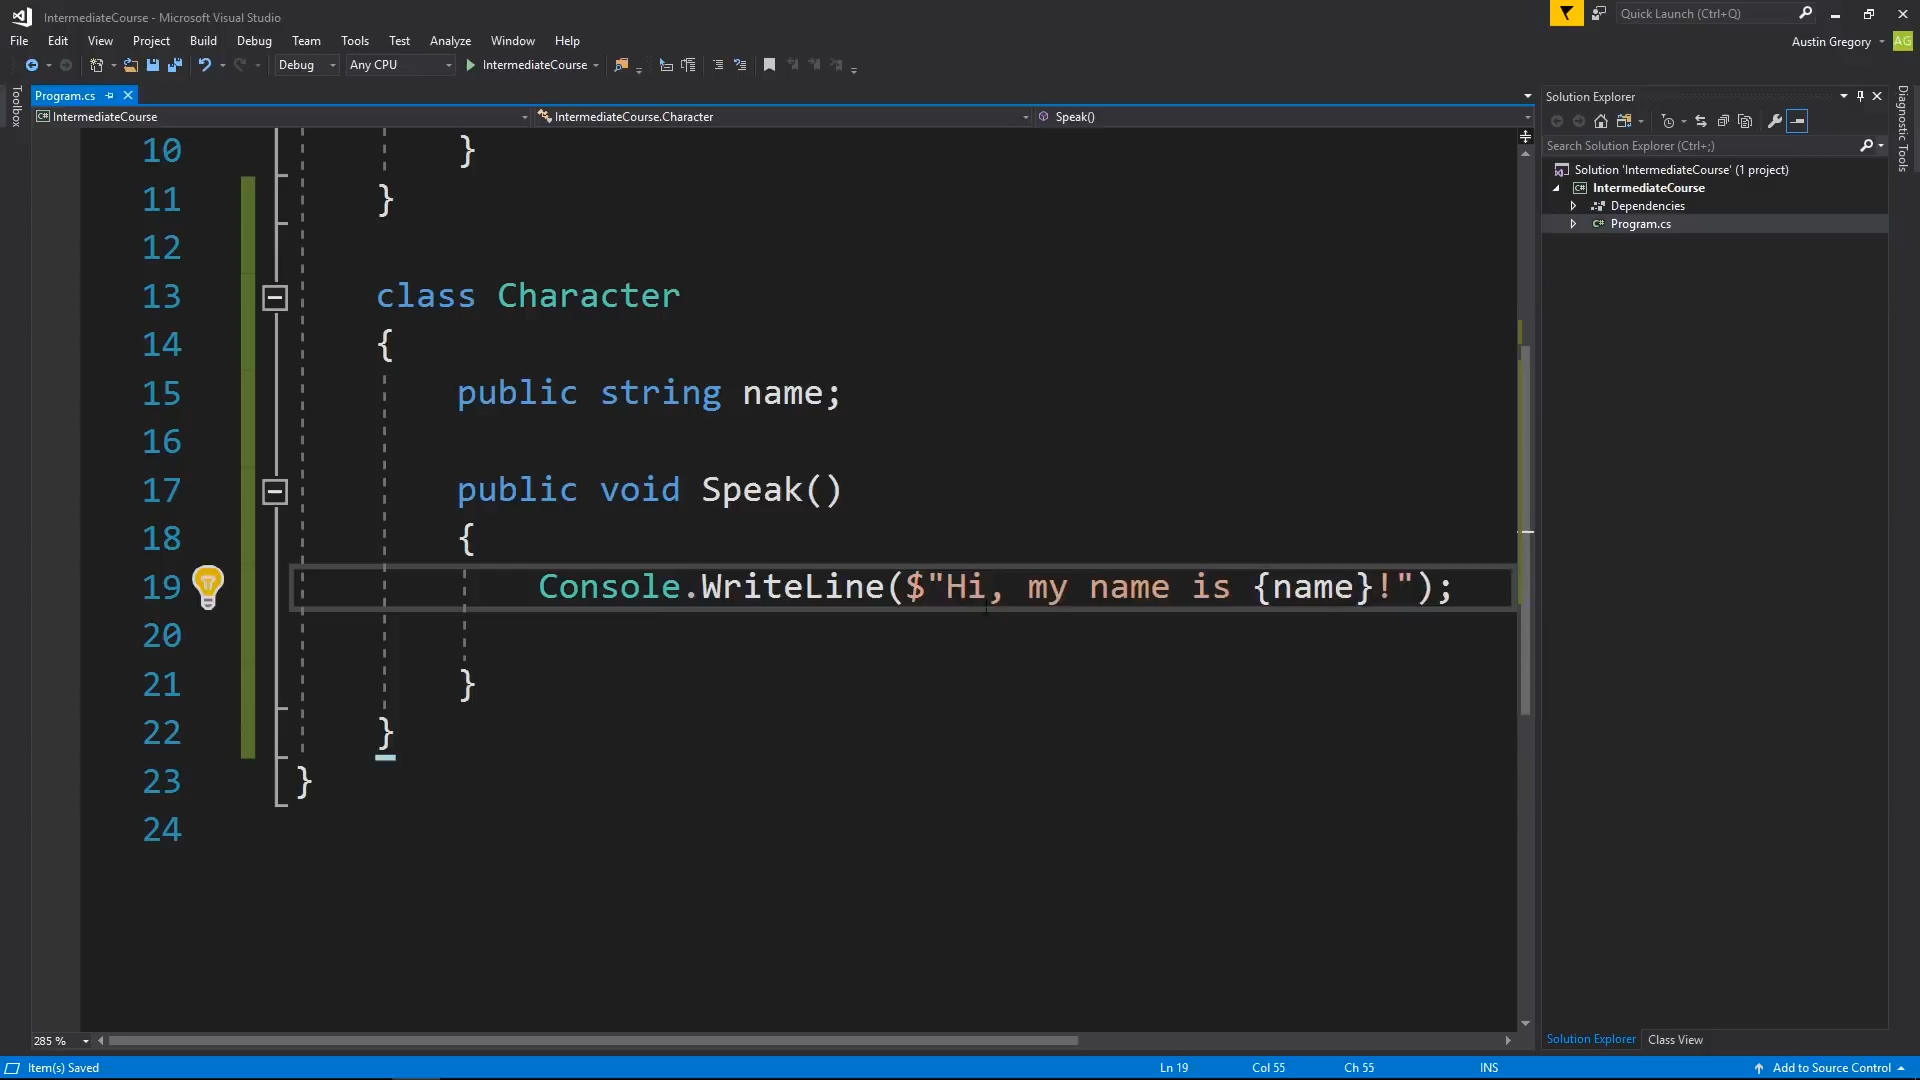 IntermediateCourse - Microsoft Visual Studio
Quick Launch (Ctrl+Q)
File Edit View Project Build Debug Team Tools Test Analyze Window Help
Austin Gregory AG
Debug Any CPU IntermediateCourse
Toolbox
Program.cs
IntermediateCourse IntermediateCourse.Character Speak()
10 }
11 }
12
13 class Character
14 {
15 public string name;
16
17 public void Speak()
18 {
19 Console.WriteLine($"Hi, my name is {name}!");
20
21 }
22 }
23 }
24
285 %
Solution Explorer
Search Solution Explorer (Ctrl+;)
Solution 'IntermediateCourse' (1 project)
C# IntermediateCourse
Dependencies
C# Program.cs
Solution Explorer Class View
Diagnostic Tools
Item(s) Saved Ln 19 Col 55 Ch 55 INS Add to Source Control